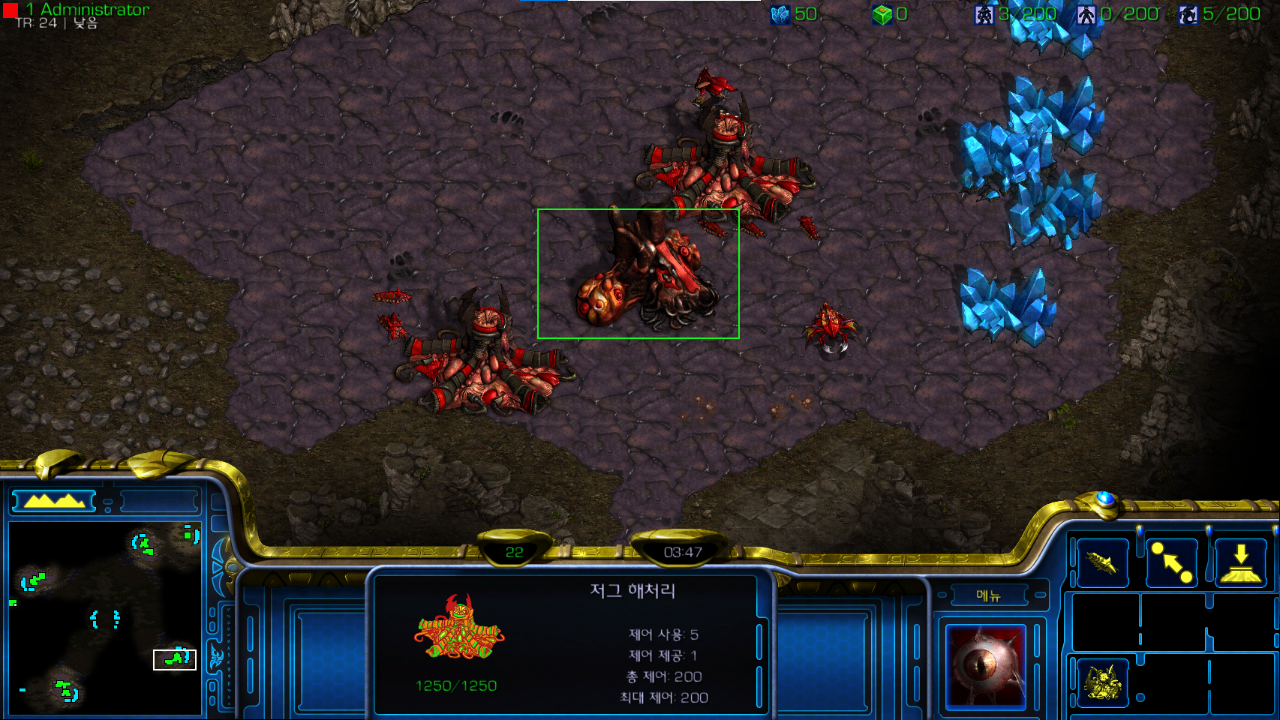 1 Administrator
TR: 24 | 낮음
50
0
3/200
0/200
5/200
22
03:47
저그 해처리
제어 사용: 5
제어 제공: 1
총 제어: 200
최대 제어: 200
1250/1250
메뉴